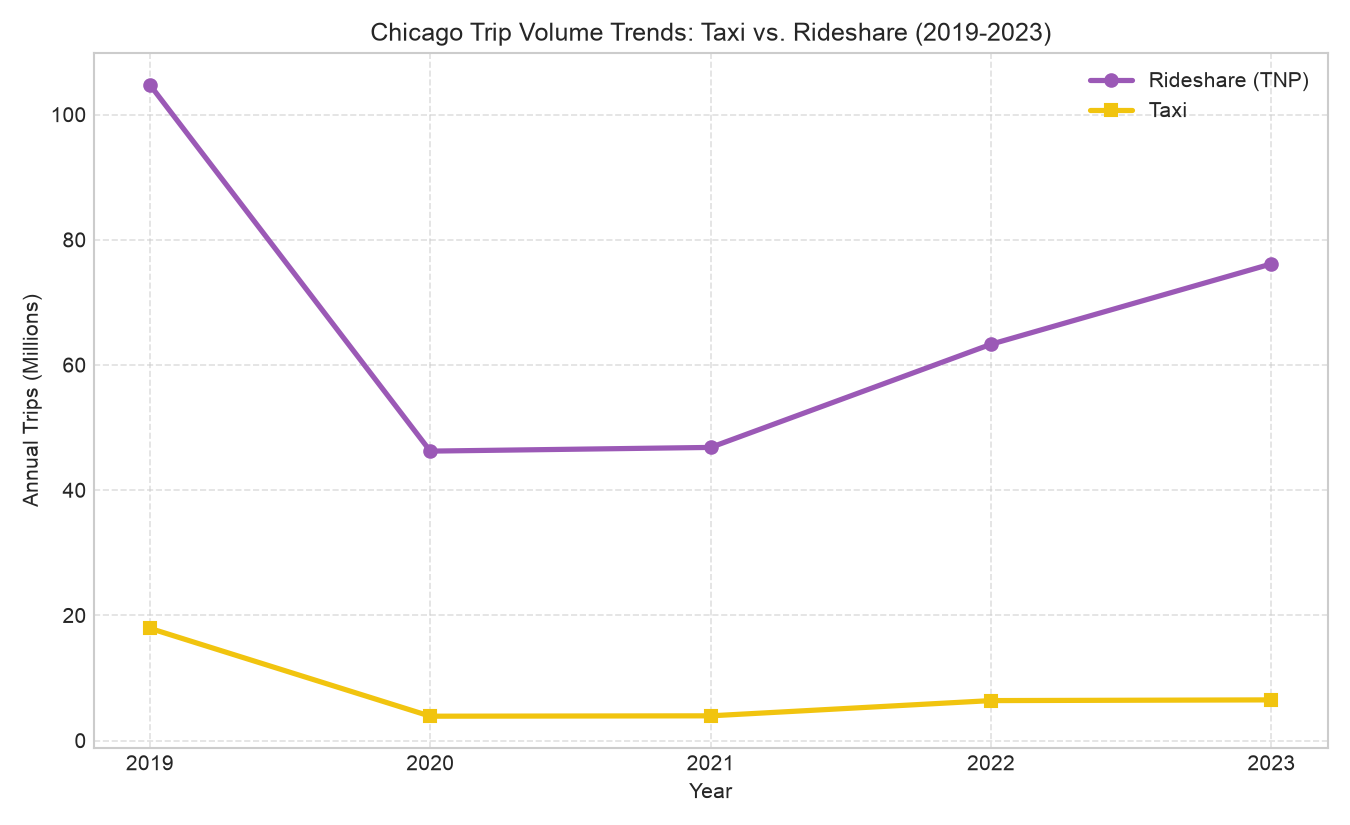 Chicago Trip Volume Trends: Taxi vs. Rideshare (2019-2023)
Rideshare (TNP)
Taxi
100
80
60
40
20
0
Annual Trips (Millions)
2019 2020 2021 2022 2023
Year